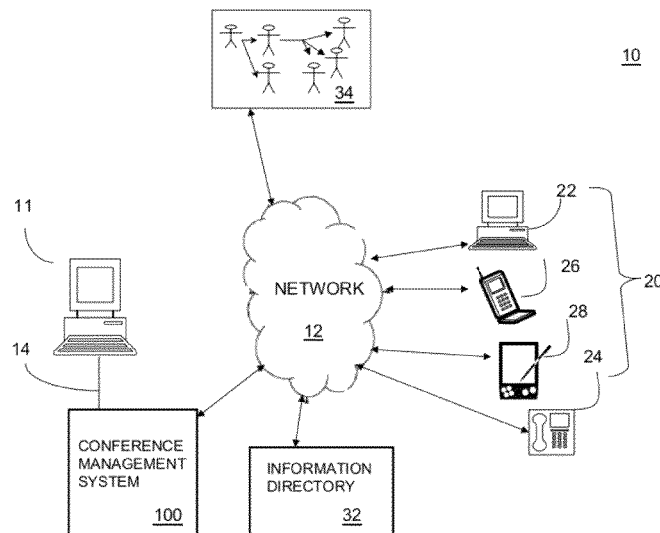 34
10
11
22
NETWORK
26
20
12
28
14
24
CONFERENCE
MANAGEMENT
SYSTEM
100
INFORMATION
DIRECTORY
32